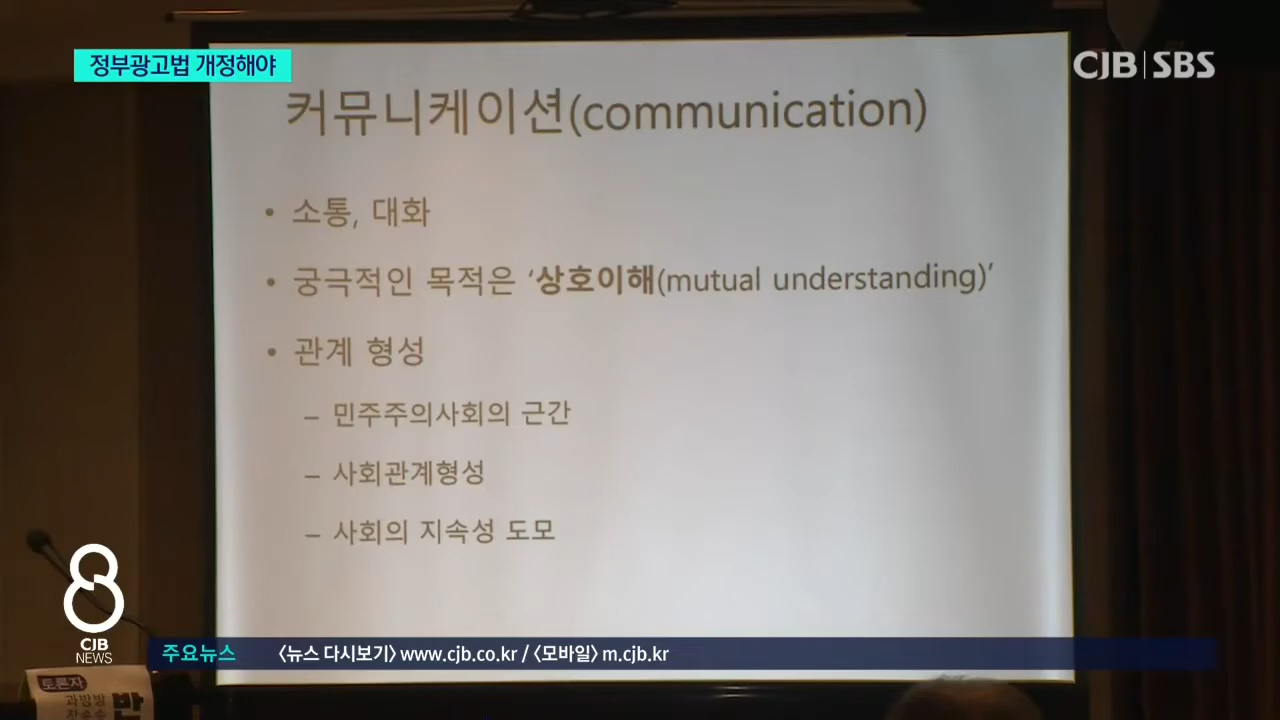 정부광고법 개정해야
CJB SBS
커뮤니케이션(communication)
• 소통, 대화
• 궁극적인 목적은 ‘상호이해(mutual understanding)’
• 관계 형성
– 민주주의사회의 근간
– 사회관계형성
– 사회의 지속성 도모
8
CJB
NEWS
주요뉴스 〈뉴스 다시보기〉 www.cjb.co.kr / 〈모바일〉 m.cjb.kr
토론자
과방방
반